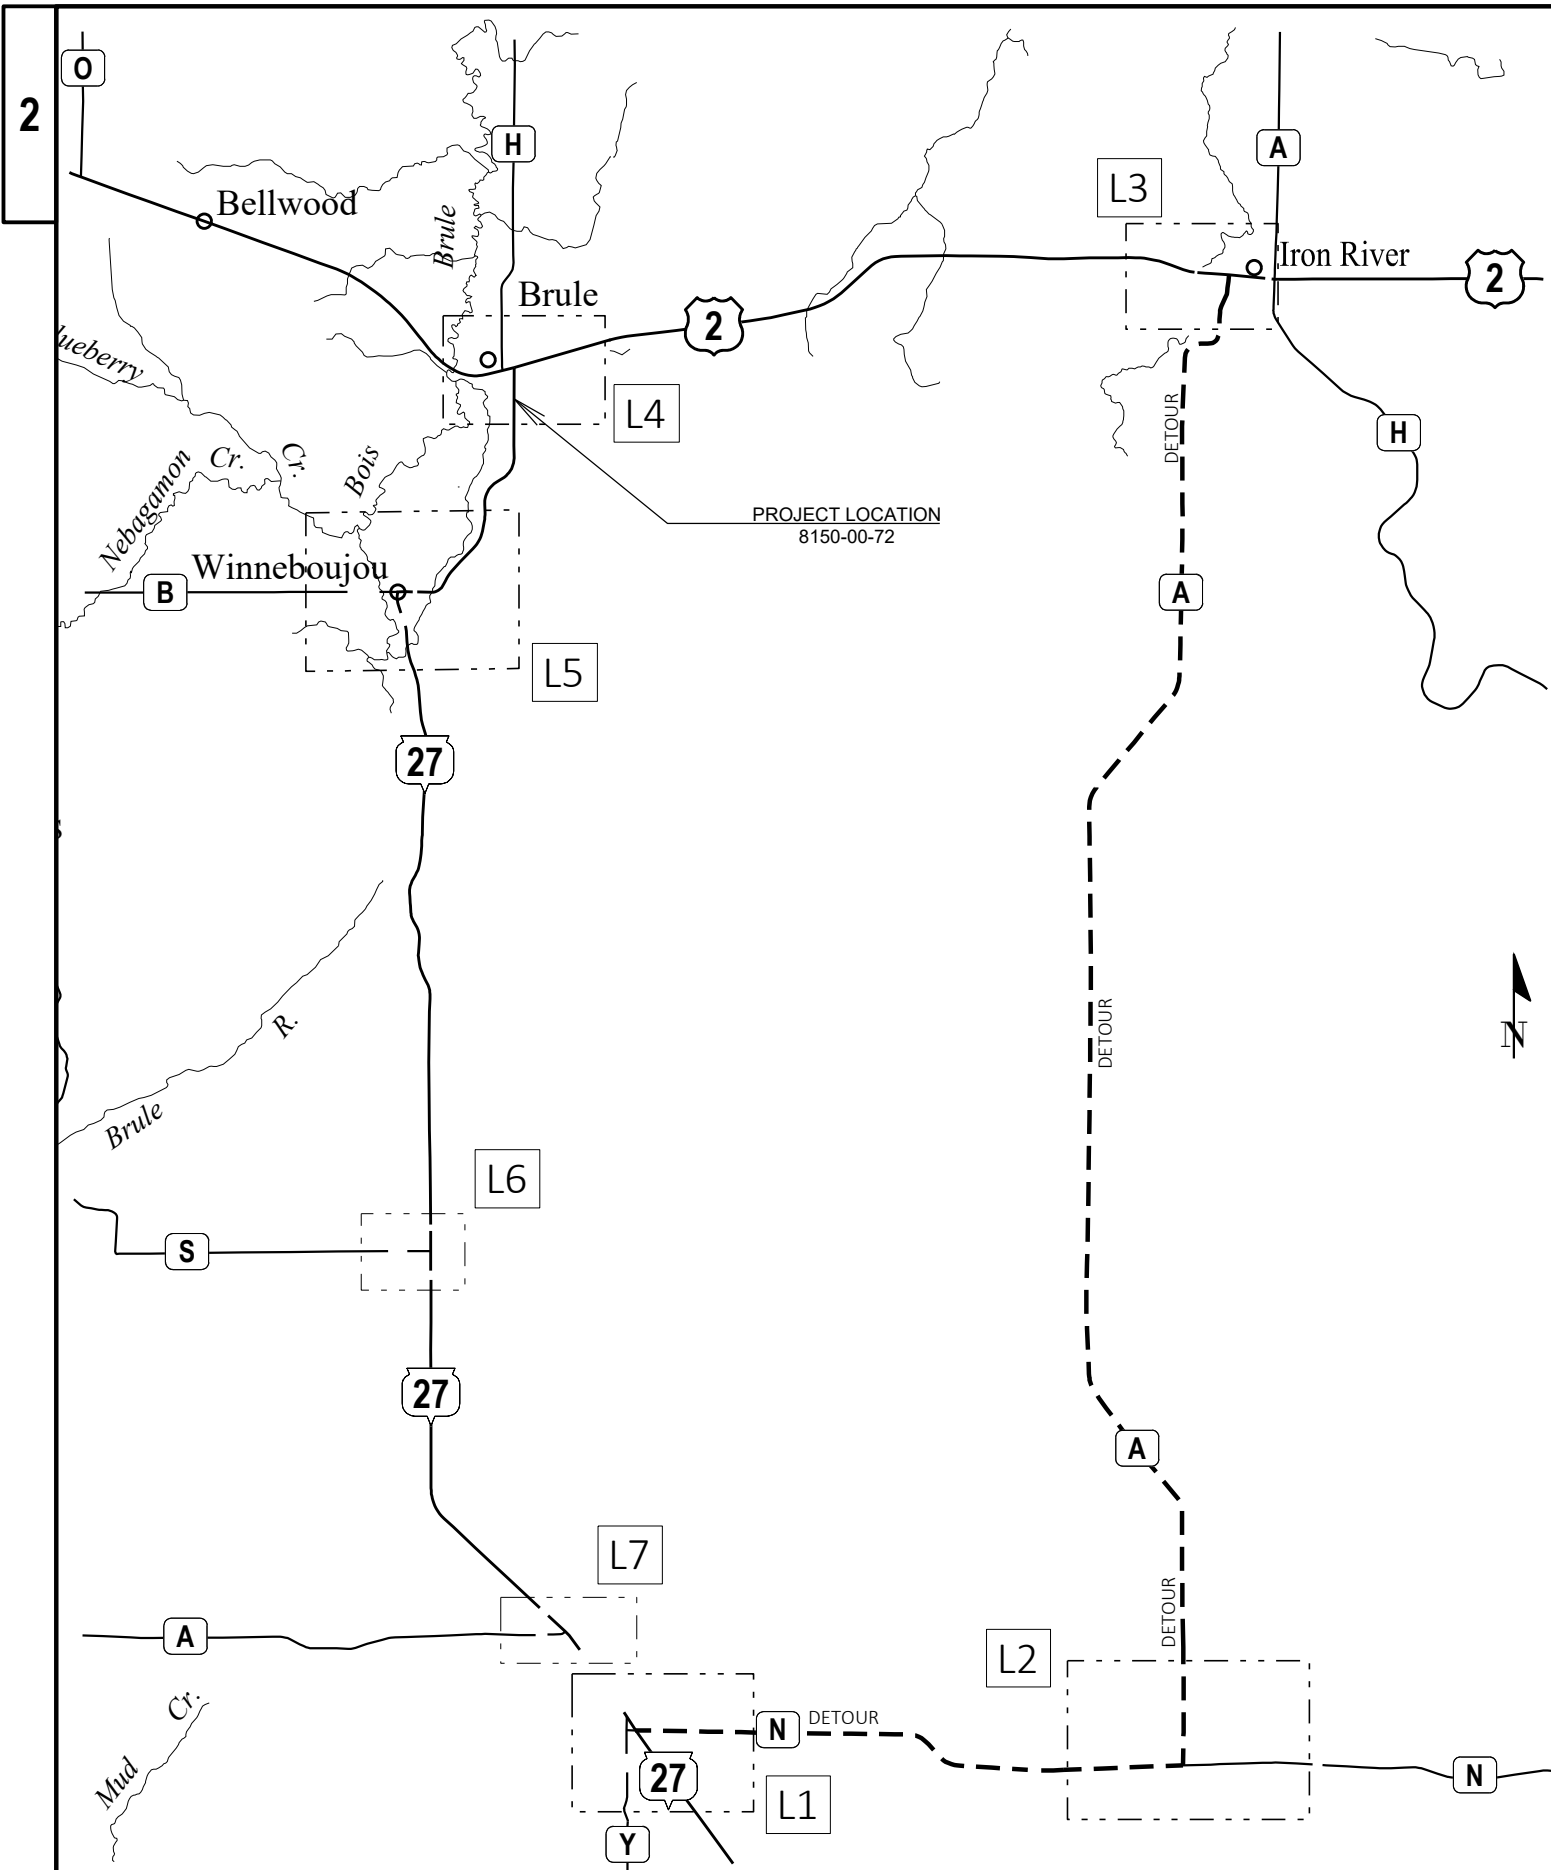 2
O
H
A
L3
Bellwood
Brule
Iron River
2
Brule
2
L4
H
lueberry
Cr.
Cr.
Bois
Nebagamon
DETOUR
PROJECT LOCATION
8150-00-72
Winneboujou
B
A
L5
27
R.
DETOUR
N
Brule
L6
S
27
A
L7
DETOUR
A
L2
Cr.
N
DETOUR
Mud
27
L1
N
Y